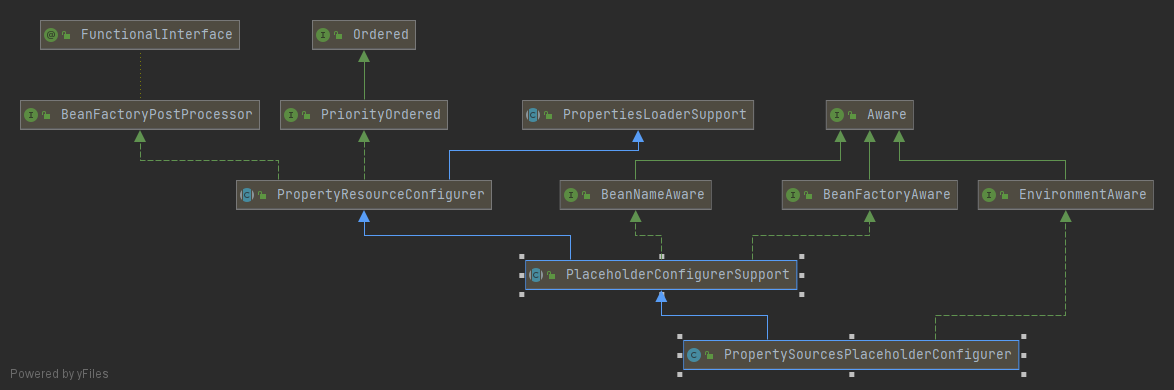 @ FunctionalInterface
I Ordered
I BeanFactoryPostProcessor
I PriorityOrdered
C PropertiesLoaderSupport
I Aware
C PropertyResourceConfigurer
I BeanNameAware
I BeanFactoryAware
I EnvironmentAware
C PlaceholderConfigurerSupport
C PropertySourcesPlaceholderConfigurer
Powered by yFiles